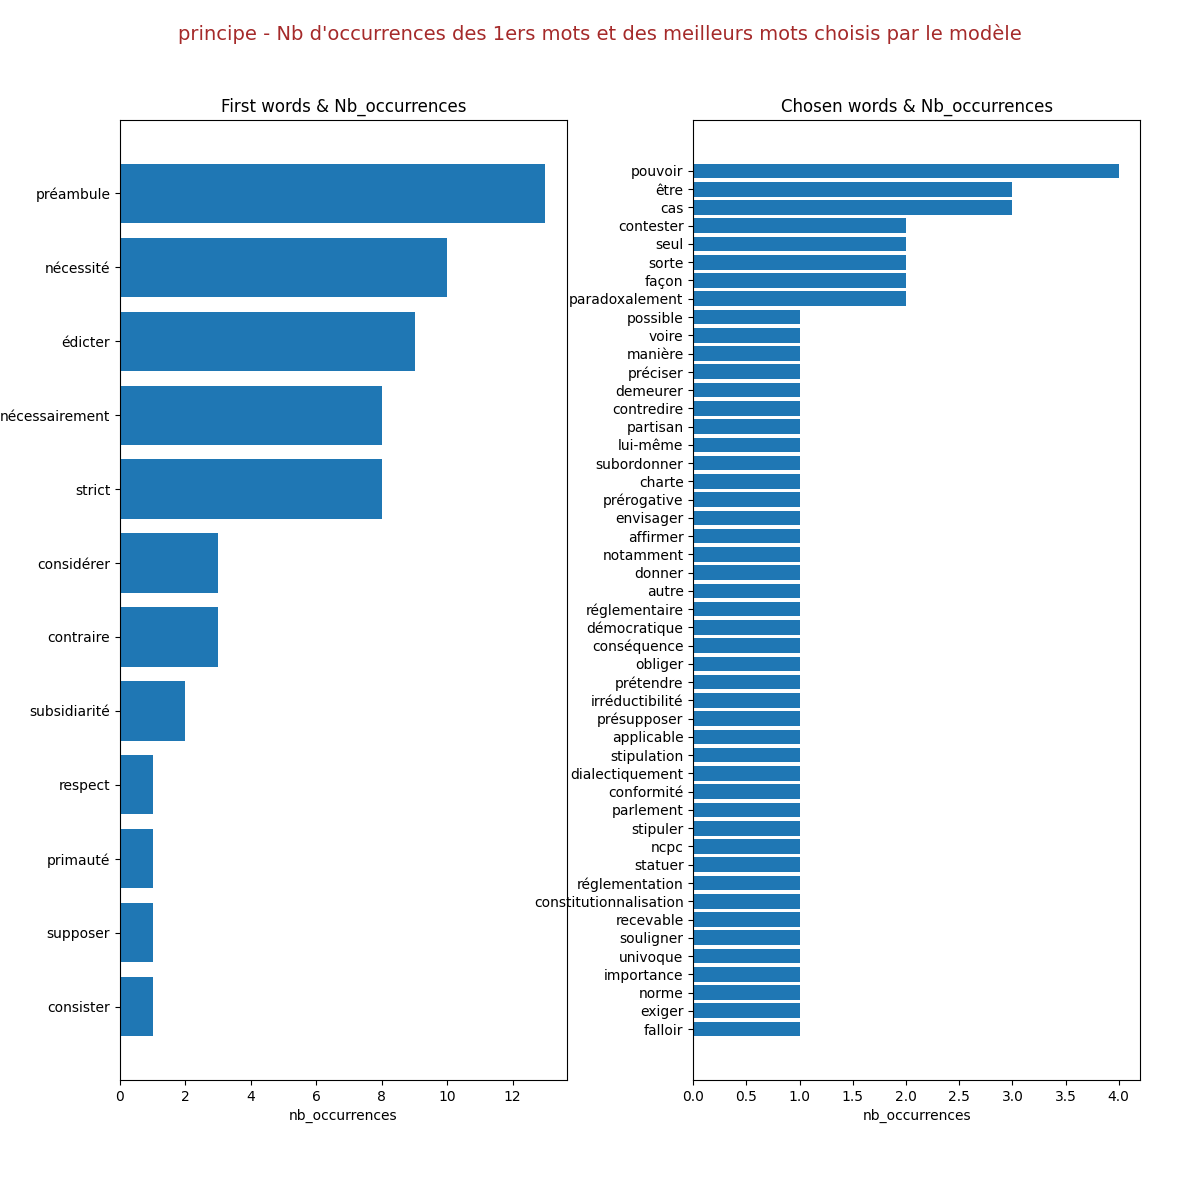 principe - Nb d'occurrences des 1ers mots et des meilleurs mots choisis par le modèle
First words & Nb_occurrences
préambule
nécessité
édicter
nécessairement
strict
considérer
contraire
subsidiarité
respect
primauté
supposer
consister
0 2 4 6 8 10 12
nb_occurrences
Chosen words & Nb_occurrences
pouvoir
être
cas
contester
seul
sorte
façon
paradoxalement
possible
voire
manière
préciser
demeurer
contredire
partisan
lui-même
subordonner
charte
prérogative
envisager
affirmer
notamment
donner
autre
réglementaire
démocratique
conséquence
obliger
prétendre
irréductibilité
présupposer
applicable
stipulation
dialectiquement
conformité
parlement
stipuler
ncpc
statuer
réglementation
constitutionnalisation
recevable
souligner
univoque
importance
norme
exiger
falloir
0.0 0.5 1.0 1.5 2.0 2.5 3.0 3.5 4.0
nb_occurrences